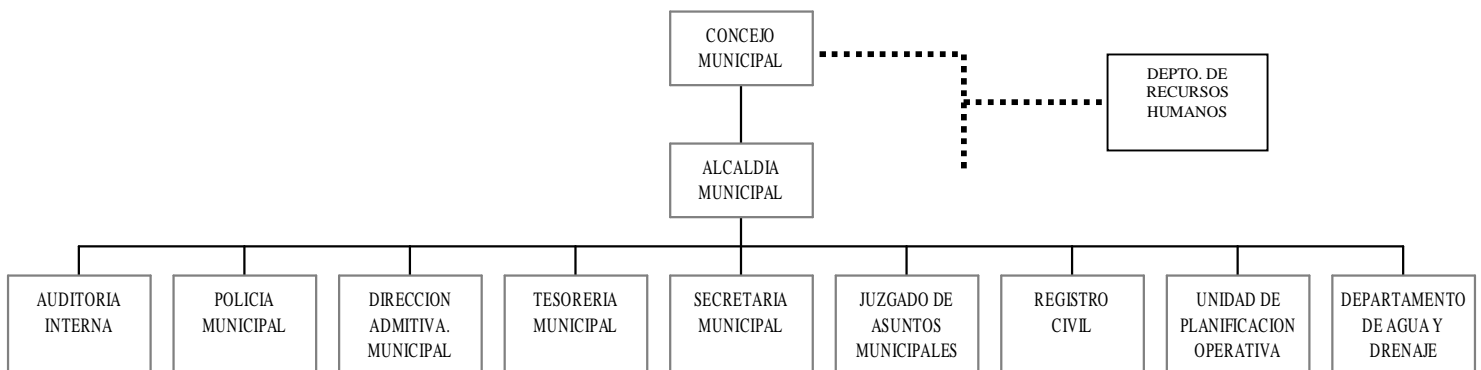 CONCEJO
MUNICIPAL
DEPTO. DE
RECURSOS
HUMANOS
ALCALDIA
MUNICIPAL
AUDITORIA
INTERNA
POLICIA
MUNICIPAL
DIRECCION
ADMITIVA.
MUNICIPAL
TESORERIA
MUNICIPAL
SECRETARIA
MUNICIPAL
JUZGADO DE
ASUNTOS
MUNICIPALES
REGISTRO
CIVIL
UNIDAD DE
PLANIFICACION
OPERATIVA
DEPARTAMENTO
DE AGUA Y
DRENAJE